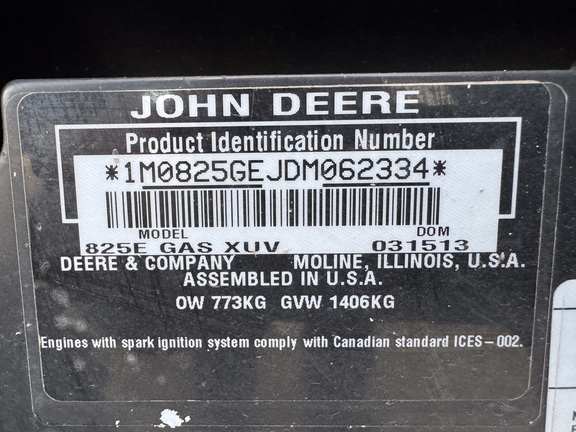 JOHN DEERE
Product Identification Number
*1M0825GEJDM062334*
MODEL DOM
825E GAS XUV 031513
DEERE & COMPANY MOLINE, ILLINOIS, U.S.A.
ASSEMBLED IN U.S.A.
OW 773KG GVW 1406KG
Engines with spark ignition system comply with Canadian standard ICES-002.